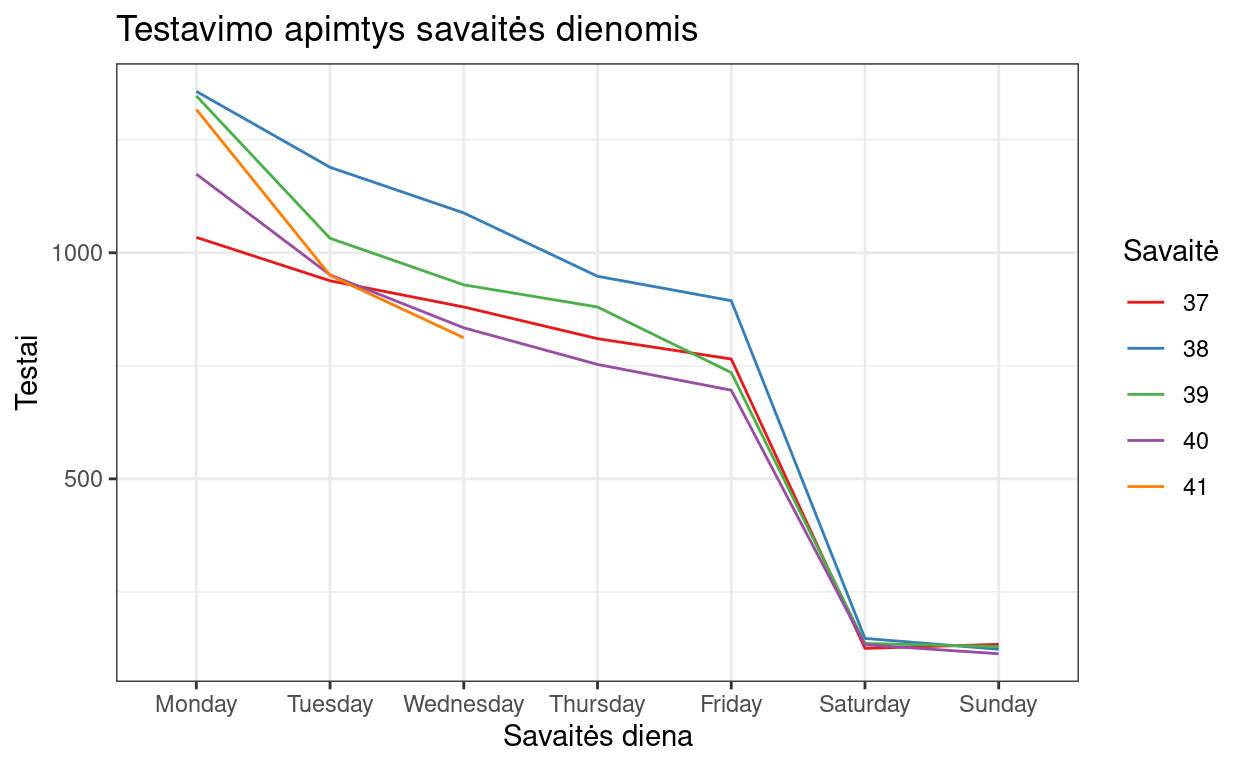 Testavimo apimtys savaitės dienomis
Testai
1000
500
Monday Tuesday Wednesday Thursday Friday Saturday Sunday
Savaitės diena
Savaitė
37
38
39
40
41